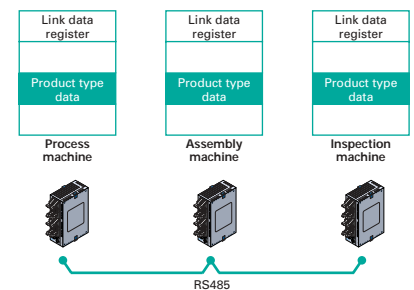 Link data
register
Link data
register
Link data
register
Product type
data
Product type
data
Product type
data
Process
machine
Assembly
machine
Inspection
machine
RS485